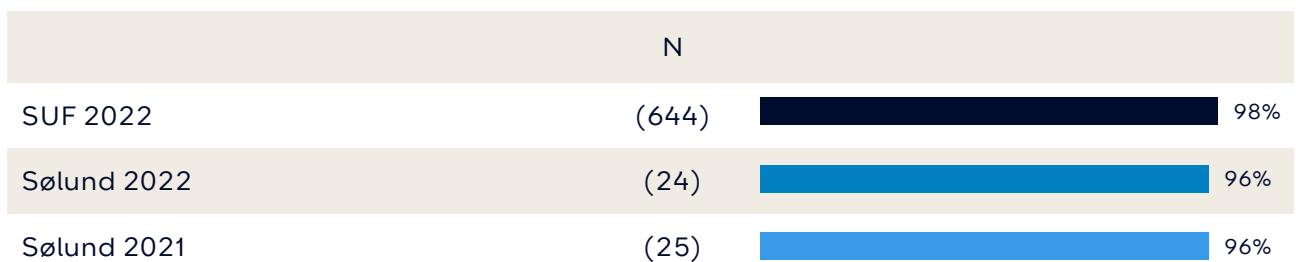 N
SUF 2022 (644) 98%
Sølund 2022 (24) 96%
Sølund 2021 (25) 96%